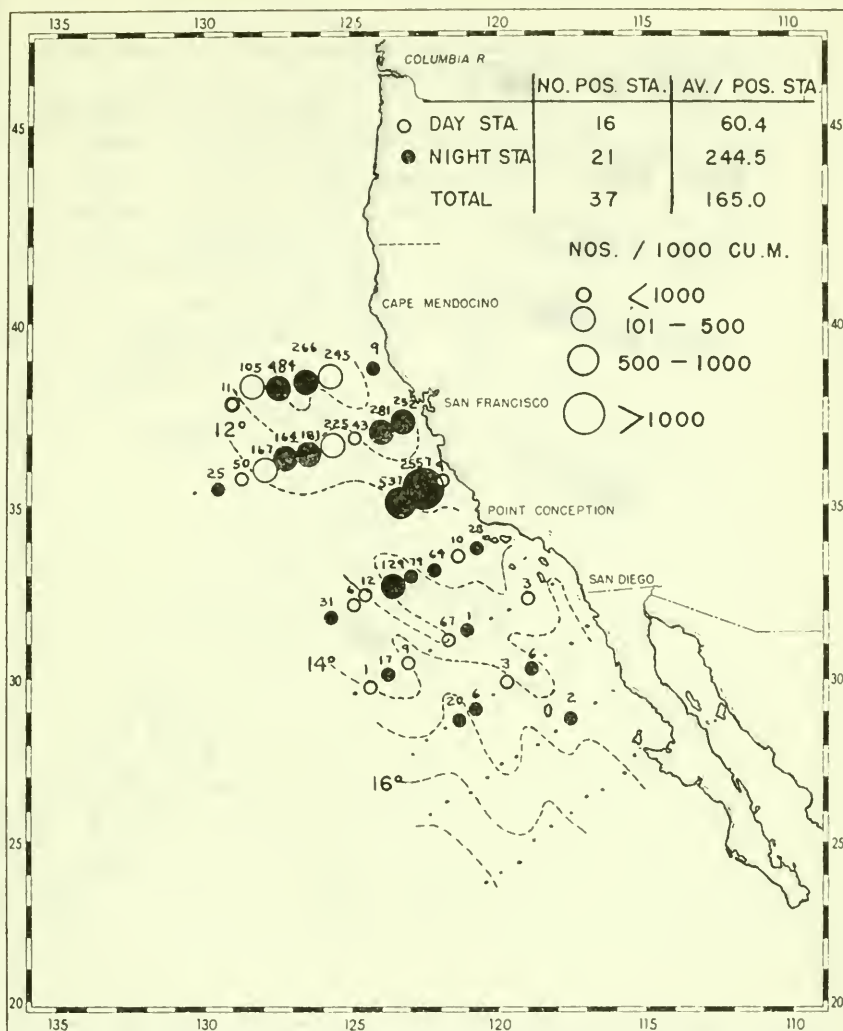 135 130 125 120 115 110
COLUMBIA R.
NO. POS. STA. AV./ POS. STA.
DAY STA. 16 60.4
45 45
NIGHT STA 21 244.5
TOTAL 37 165.0
NOS. / 1000 CU.M.
<1000
CAPE MENDOCINO
101 – 500
40 40
500 – 1000
266 245 9
105 484
11
>1000
SAN FRANCISCO
12°
281 232
225 43
167 164 181
25 50
2557
537
35 35
POINT CONCEPTION
28
10
64
79
124
12
6
31
3
SAN DIEGO
67 1
14°
9
17
1
6
3
30 30
20 6 2
16°
25 25
20 20
130 125 120 115 110